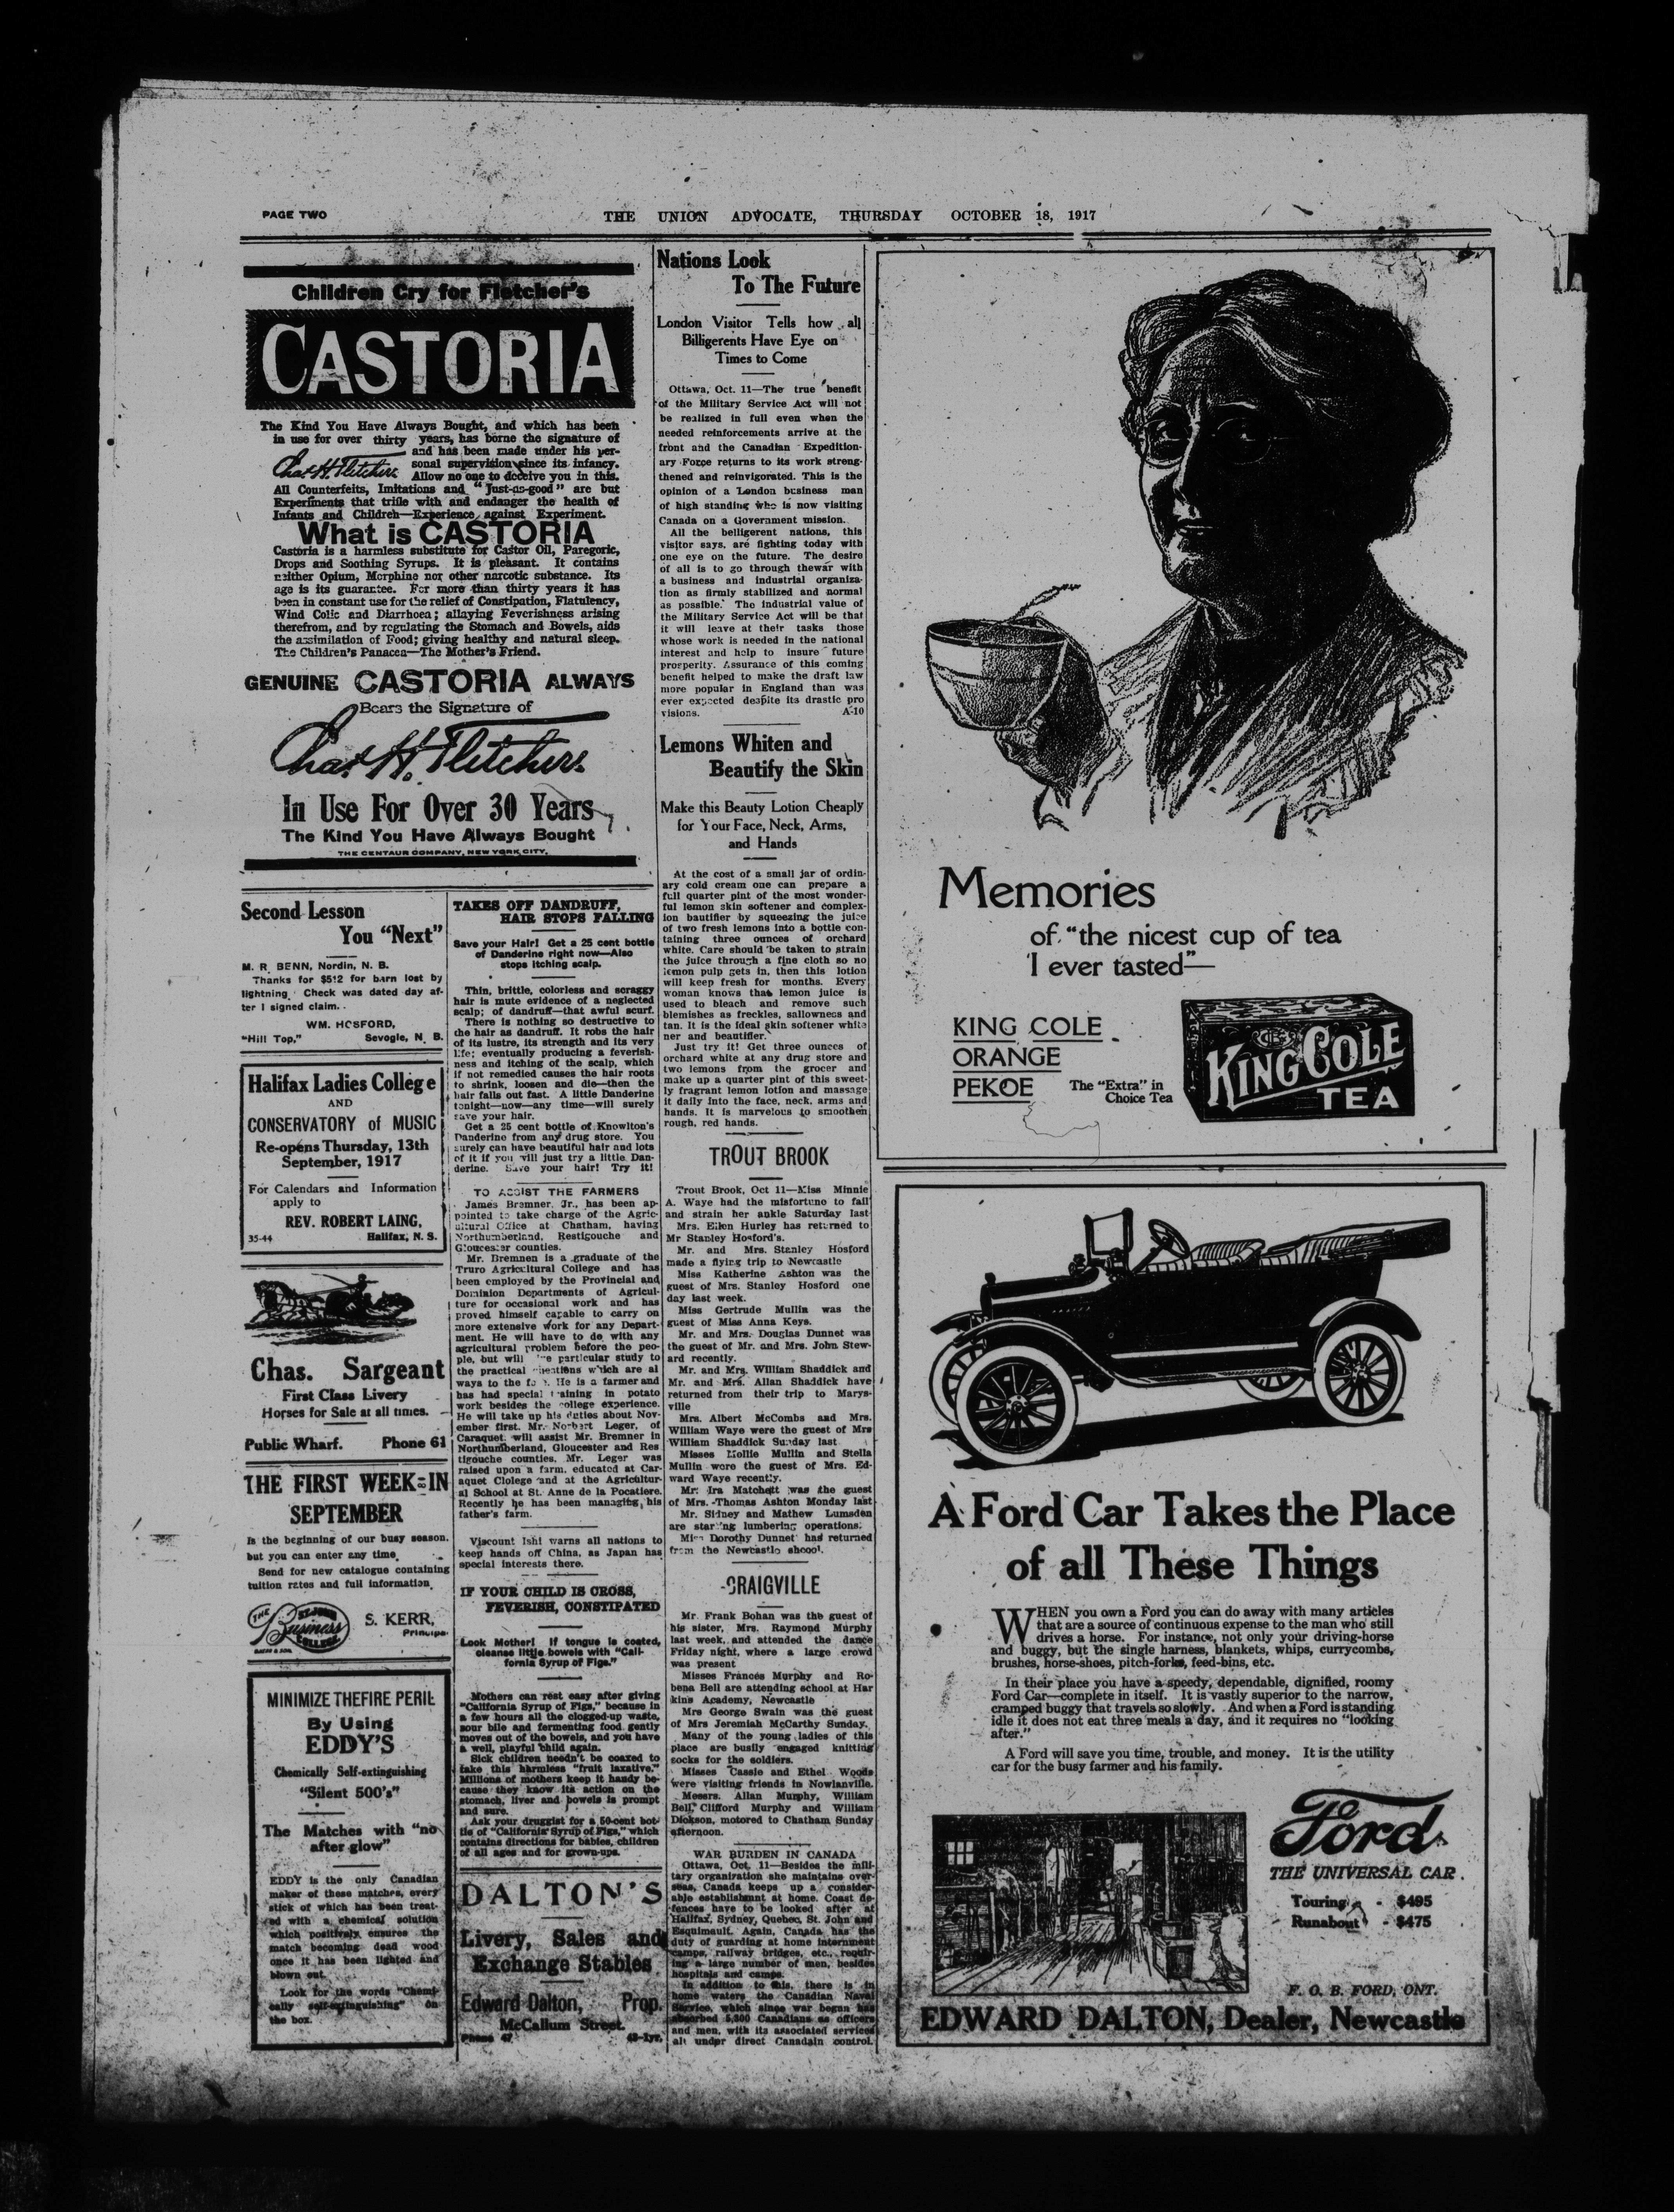 PAGE TWO
THE UNION ADVOCATE, THURSDAY OCTOBER 18, 1917
Children Cry for Fletcher's
CASTORIA
The Kind You Have Always Bought, and which has been
in use for over thirty years, has borne the signature of
Chas. H. Fletcher and has been made under his per-
sonal supervision since its infancy.
Allow no one to deceive you in this.
All Counterfeits, Imitations and "Just-as-good" are but
Experiments that trifle with and endanger the health of
Infants and Children—Experience against Experiment.
What is CASTORIA
Castoria is a harmless substitute for Castor Oil, Paregoric,
Drops and Soothing Syrups. It is pleasant. It contains
neither Opium, Morphine nor other narcotic substance. Its
age is its guarantee. For more than thirty years it has
been in constant use for the relief of Constipation, Flatulency,
Wind Colic and Diarrhoea; allaying Feverishness arising
therefrom, and by regulating the Stomach and Bowels, aids
the assimilation of Food; giving healthy and natural sleep.
The Children's Panacea—The Mother's Friend.
GENUINE CASTORIA ALWAYS
Bears the Signature of
Chas. H. Fletcher.
In Use For Over 30 Years
The Kind You Have Always Bought
THE CENTAUR COMPANY, NEW YORK CITY.
Second Lesson
You "Next"
M. R. BENN, Nordin, N. B.
Thanks for $512 for barn lost by
lightning. Check was dated day af-
ter I signed claim.
WM. HOSFORD,
"Hill Top," Sevogle, N. B.
Halifax Ladies College
AND
CONSERVATORY of MUSIC
Re-opens Thursday, 13th
September, 1917
For Calendars and Information
apply to
REV. ROBERT LAING,
35-44 Halifax, N. S.
Chas. Sargeant
First Class Livery
Horses for Sale at all times.
Public Wharf. Phone 61
THE FIRST WEEK IN
SEPTEMBER
Is the beginning of our busy season.
but you can enter any time.
Send for new catalogue containing
tuition rates and full information.
THE ST. JOHN Business COLLEGE
S. KERR,
Principal
MINIMIZE THEFIRE PERIL
By Using
EDDY'S
Chemically Self-extinguishing
"Silent 500's"
The Matches with "no
after glow"
EDDY is the only Canadian
maker of these matches, every
stick of which has been treat-
ed with a chemical solution
which positively ensures the
match becoming dead wood
once it has been lighted and
blown out.
Look for the words "Chemi-
cally self-extinguishing" on
the box.
TAKES OFF DANDRUFF,
HAIR STOPS FALLING
Save your Hair! Get a 25 cent bottle
of Danderine right now—Also
stops itching scalp.
Thin, brittle, colorless and scraggy
hair is mute evidence of a neglected
scalp; of dandruff—that awful scurf.
There is nothing so destructive to
the hair as dandruff. It robs the hair
of its lustre, its strength and its very
life; eventually producing a feverish-
ness and itching of the scalp, which
if not remedied causes the hair roots
to shrink, loosen and die—then the
hair falls out fast. A little Danderine
tonight—now—any time—will surely
save your hair.
Get a 25 cent bottle of Knowlton's
Danderine from any drug store. You
surely can have beautiful hair and lots
of it if you will just try a little Dan-
derine. Save your hair! Try it!
TO ASSIST THE FARMERS
James Bremner, Jr., has been ap-
pointed to take charge of the Agric-
ultural Office at Chatham, having
Northumberland, Restigouche and
Gloucester counties.
Mr. Bremnen is a graduate of the
Truro Agricultural College and has
been employed by the Provincial and
Dominion Departments of Agricul-
ture for occasional work and has
proved himself capable to carry on
more extensive work for any Depart-
ment. He will have to do with any
agricultural problem before the peo-
ple, but will particular study to
the practical which are al
ways to the He is a farmer and
has had special training in potato
work besides the college experience.
He will take up his duties about Nov-
ember first. Mr. Norbert Leger, of
Caraquet will assist Mr. Bremner in
Northumberland, Gloucester and Res
tigouche counties. Mr. Leger was
raised upon a farm, educated at Car-
aquet Clolege and at the Agricultur-
al School at St. Anne de la Pocatiere.
Recently he has been managing his
father's farm.
Viscount Ishi warns all nations to
keep hands off China, as Japan has
special interests there.
IF YOUR CHILD IS CROSS,
FEVERISH, CONSTIPATED
Look Mother! If tongue is coated,
cleanse little bowels with "Cali-
fornia Syrup of Figs."
Mothers can rest easy after giving
"California Syrup of Figs," because in
a few hours all the clogged-up waste,
sour bile and fermenting food gently
moves out of the bowels, and you have
a well, playful child again.
Sick children needn't be coaxed to
take this harmless "fruit laxative."
Millions of mothers keep it handy be-
cause they know its action on the
stomach, liver and bowels is prompt
and sure.
Ask your druggist for a 50-cent bot-
tle of "California Syrup of Figs," which
contains directions for babies, children
of all ages and for grown-ups.
DALTON'S
Livery, Sales and
Exchange Stables
Edward Dalton, Prop.
McCallum Street.
Phone 47 43-1yr.
Nations Look
To The Future
London Visitor Tells how all
Billigerents Have Eye on
Times to Come
Ottawa, Oct. 11—The true benefit
of the Military Service Act will not
be realized in full even when the
needed reinforcements arrive at the
front and the Canadian Expedition-
ary Force returns to its work streng-
thened and reinvigorated. This is the
opinion of a London business man
of high standing who is now visiting
Canada on a Government mission.
All the belligerent nations, this
visitor says, are fighting today with
one eye on the future. The desire
of all is to go through thewar with
a business and industrial organiza-
tion as firmly stabilized and normal
as possible. The industrial value of
the Military Service Act will be that
it will leave at their tasks those
whose work is needed in the national
interest and help to insure future
prosperity. Assurance of this coming
benefit helped to make the draft law
more popular in England than was
ever expected despite its drastic pro
visions. A-10
Lemons Whiten and
Beautify the Skin
Make this Beauty Lotion Cheaply
for Your Face, Neck, Arms,
and Hands
At the cost of a small jar of ordin-
ary cold cream one can prepare a
full quarter pint of the most wonder-
ful lemon skin softener and complex-
ion bautifier by squeezing the juice
of two fresh lemons into a bottle con-
taining three ounces of orchard
white. Care should be taken to strain
the juice through a fine cloth so no
lemon pulp gets in, then this lotion
will keep fresh for months. Every
woman knows that lemon juice is
used to bleach and remove such
blemishes as freckles, sallowness and
tan. It is the ideal skin softener white
ner and beautifier.
Just try it! Get three ounces of
orchard white at any drug store and
two lemons from the grocer and
make up a quarter pint of this sweet-
ly fragrant lemon lotion and massage
it daily into the face, neck, arms and
hands. It is marvelous to smoothen
rough, red hands.
TROUT BROOK
Trout Brook, Oct 11—Miss Minnie
A. Waye had the misfortune to fall
and strain her ankle Saturday last
Mrs. Ellen Hurley has returned to
Mr Stanley Hosford's.
Mr. and Mrs. Stanley Hosford
made a flying trip to Newcastle
Miss Katherine Ashton was the
guest of Mrs. Stanley Hosford one
day last week.
Miss Gertrude Mullin was the
guest of Miss Anna Keys.
Mr. and Mrs. Douglas Dunnet was
the guest of Mr. and Mrs. John Stew-
ard recently.
Mr. and Mrs. William Shaddick and
Mr. and Mrs. Allan Shaddick have
returned from their trip to Marys-
ville
Mrs. Albert McCombs and Mrs.
William Waye were the guest of Mrs
William Shaddick Sunday last
Misses Mollie Mullin and Stella
Mullin were the guest of Mrs. Ed-
ward Waye recently.
Mr. Ira Matchett was the guest
of Mrs. Thomas Ashton Monday last
Mr. Sidney and Mathew Lumsden
are starting lumbering operations.
Miss Dorothy Dunnet has returned
from the Newcastle shcool.
CRAIGVILLE
Mr. Frank Bohan was the guest of
his sister, Mrs. Raymond Murphy
last week, and attended the dance
Friday night, where a large crowd
was present
Misses Frances Murphy and Ro-
bena Bell are attending school at Har
kins Academy, Newcastle
Mrs George Swain was the guest
of Mrs Jeremiah McCarthy Sunday.
Many of the young ladies of this
place are busily engaged knitting
socks for the soldiers.
Misses Cassie and Ethel Woods
were visiting friends in Nowlanville.
Messrs. Allan Murphy, William
Bell, Clifford Murphy and William
Dickson, motored to Chatham Sunday
afternoon.
WAR BURDEN IN CANADA
Ottawa, Oct. 11—Besides the mili-
tary organization she maintains over-
seas, Canada keeps up a consider-
able establishment at home. Coast de-
fences have to be looked after at
Halifax, Sydney, Quebec, St. John and
Esquimault. Again, Canada has the
duty of guarding at home internment
camps, railway bridges, etc., requir-
ing a large number of men, besides
hospitals and camps.
In addition to this, there is in
home waters the Canadian Naval
Service, which since war began has
absorbed 5,300 Canadians as officers
and men, with its associated services
all under direct Canadain control.
Memories
of "the nicest cup of tea
I ever tasted"—
KING COLE
ORANGE
PEKOE
The "Extra" in
Choice Tea
KING COLE
TEA
A Ford Car Takes the Place
of all These Things
WHEN you own a Ford you can do away with many articles
that are a source of continuous expense to the man who still
drives a horse. For instance, not only your driving-horse
and buggy, but the single harness, blankets, whips, currycombs,
brushes, horse-shoes, pitch-forks, feed-bins, etc.
In their place you have a speedy, dependable, dignified, roomy
Ford Car—complete in itself. It is vastly superior to the narrow,
cramped buggy that travels so slowly. And when a Ford is standing
idle it does not eat three meals a day, and it requires no "looking
after."
A Ford will save you time, trouble, and money. It is the utility
car for the busy farmer and his family.
Ford
THE UNIVERSAL CAR.
Touring - - $495
Runabout - $475
F. O. B. FORD, ONT.
EDWARD DALTON, Dealer, Newcastle